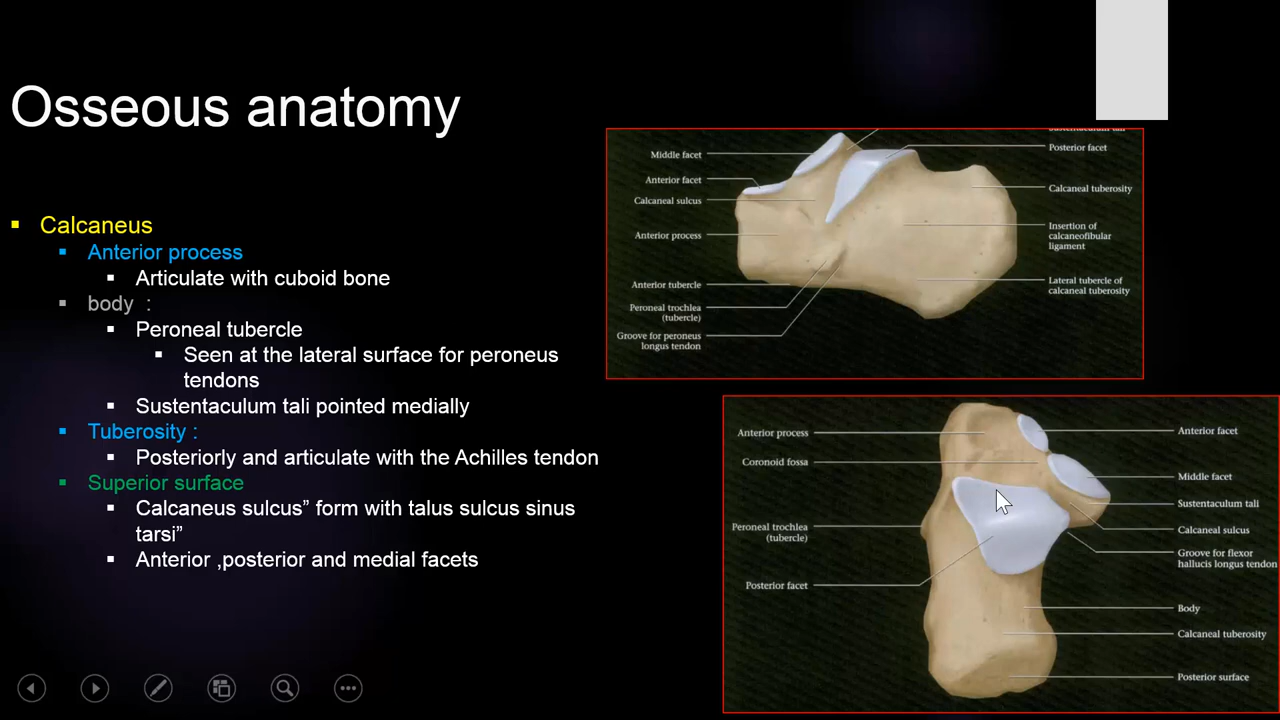 Osseous anatomy
Calcaneus
Anterior process
Articulate with cuboid bone
body :
Peroneal tubercle
Seen at the lateral surface for peroneus
tendons
Sustentaculum tali pointed medially
Tuberosity :
Posteriorly and articulate with the Achilles tendon
Superior surface
Calcaneus sulcus” form with talus sulcus sinus
tarsi”
Anterior ,posterior and medial facets
Middle facet
Anterior facet
Calcaneal sulcus
Anterior process
Anterior tubercle
Peroneal trochlea
(tubercle)
Groove for peroneus
longus tendon
Posterior facet
Calcaneal tuberosity
Insertion of
calcaneofibular
ligament
Lateral tubercle of
calcaneal tuberosity
Anterior process
Coronoid fossa
Peroneal trochlea
(tubercle)
Posterior facet
Anterior facet
Middle facet
Sustentaculum tali
Calcaneal sulcus
Groove for flexor
hallucis longus tendon
Body
Calcaneal tuberosity
Posterior surface